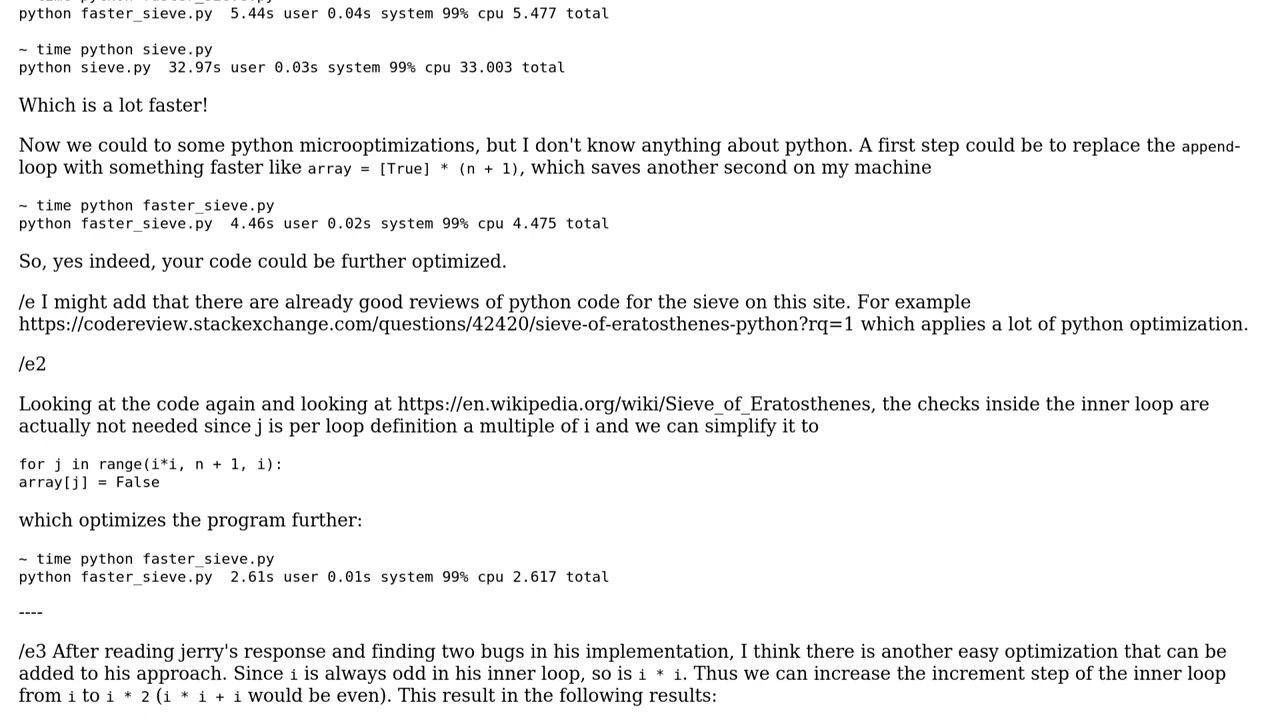 python faster_sieve.py  5.44s user 0.04s system 99% cpu 5.477 total
~ time python sieve.py
python sieve.py  32.97s user 0.03s system 99% cpu 33.003 total
Which is a lot faster!
Now we could to some python microoptimizations, but I don't know anything about python. A first step could be to replace the append-
loop with something faster like array = [True] * (n + 1), which saves another second on my machine
~ time python faster_sieve.py
python faster_sieve.py  4.46s user 0.02s system 99% cpu 4.475 total
So, yes indeed, your code could be further optimized.
/e I might add that there are already good reviews of python code for the sieve on this site. For example
https://codereview.stackexchange.com/questions/42420/sieve-of-eratosthenes-python?rq=1 which applies a lot of python optimization.
/e2
Looking at the code again and looking at https://en.wikipedia.org/wiki/Sieve_of_Eratosthenes, the checks inside the inner loop are
actually not needed since j is per loop definition a multiple of i and we can simplify it to
for j in range(i*i, n + 1, i):
array[j] = False
which optimizes the program further:
~ time python faster_sieve.py
python faster_sieve.py  2.61s user 0.01s system 99% cpu 2.617 total
----
/e3 After reading jerry's response and finding two bugs in his implementation, I think there is another easy optimization that can be
added to his approach. Since i is always odd in his inner loop, so is i * i. Thus we can increase the increment step of the inner loop
from i to i * 2 (i * i + i would be even). This result in the following results: